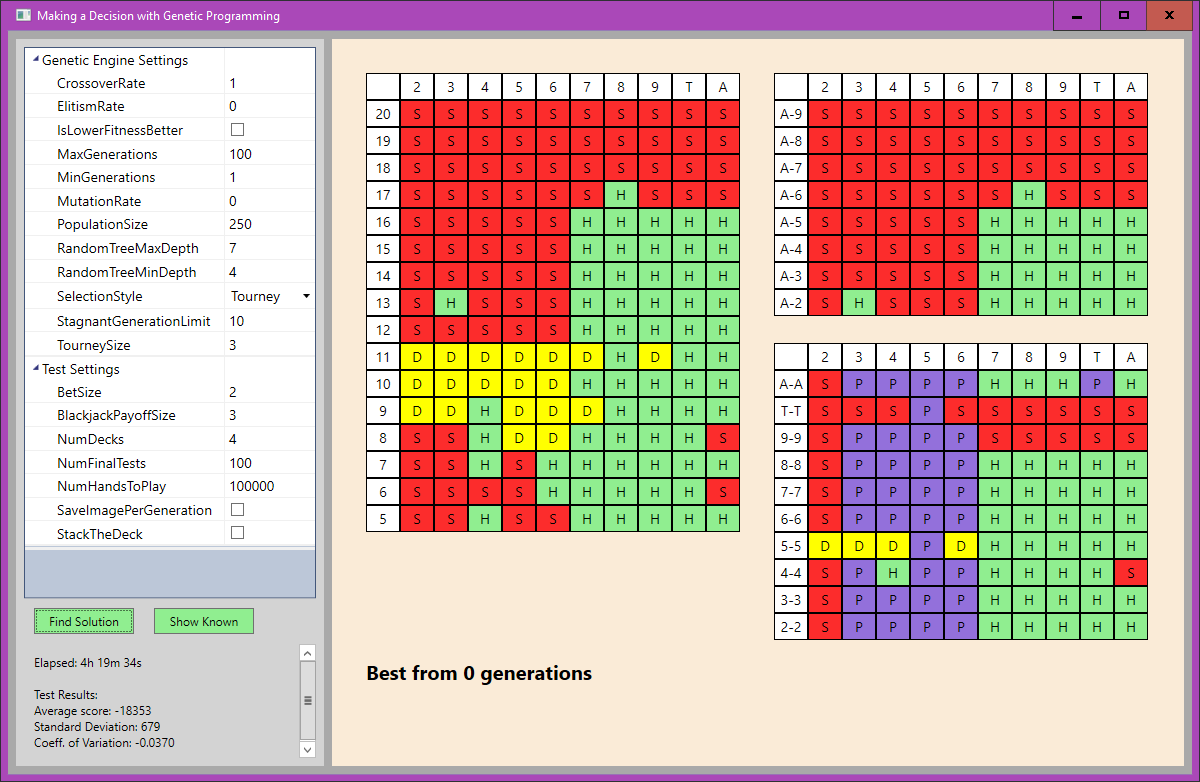 Making a Decision with Genetic Programming
Genetic Engine Settings
CrossoverRate 1
ElitismRate 0
IsLowerFitnessBetter
MaxGenerations 100
MinGenerations 1
MutationRate 0
PopulationSize 250
RandomTreeMaxDepth 7
RandomTreeMinDepth 4
SelectionStyle Tourney
StagnantGenerationLimit 10
TourneySize 3
Test Settings
BetSize 2
BlackjackPayoffSize 3
NumDecks 4
NumFinalTests 100
NumHandsToPlay 100000
SaveImagePerGeneration
StackTheDeck
Find Solution Show Known
Elapsed: 4h 19m 34s
Test Results:
Average score: -18353
Standard Deviation: 679
Coeff. of Variation: -0.0370
2 3 4 5 6 7 8 9 T A
20 S S S S S S S S S S
19 S S S S S S S S S S
18 S S S S S S S S S S
17 S S S S S S H S S S
16 S S S S S H H H H H
15 S S S S S H H H H H
14 S S S S S H H H H H
13 S H S S S H H H H H
12 S S S S S H H H H H
11 D D D D D D H D H H
10 D D D D D H H H H H
9 D D H D D D H H H H
8 S S H D D H H H H S
7 S S H S H H H H H H
6 S S S S H H H H H S
5 S S H S S H H H H H
2 3 4 5 6 7 8 9 T A
A-9 S S S S S S S S S S
A-8 S S S S S S S S S S
A-7 S S S S S S S S S S
A-6 S S S S S S H S S S
A-5 S S S S S H H H H H
A-4 S S S S S H H H H H
A-3 S S S S S H H H H H
A-2 S H S S S H H H H H
2 3 4 5 6 7 8 9 T A
A-A S P P P P H H H P H
T-T S S S P S S S S S S
9-9 S P P P P S S S S S
8-8 S P P P P H H H H H
7-7 S P P P P H H H H H
6-6 S P P P P H H H H H
5-5 D D D P D H H H H H
4-4 S P H P P H H H H S
3-3 S P P P P H H H H H
2-2 S P P P P H H H H H
Best from 0 generations